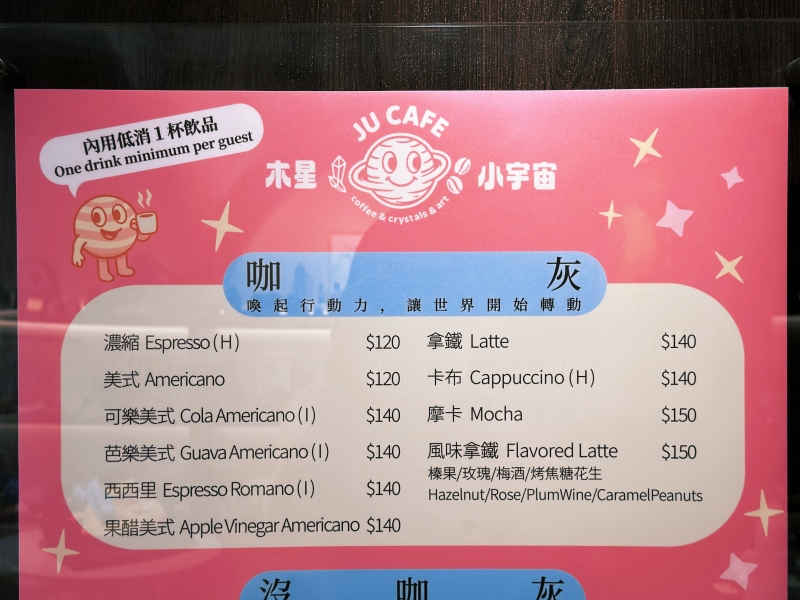 內用低消 1 杯飲品
One drink minimum per guest
JU CAFE
木星 小宇宙
coffee & crystals & art
咖 灰
喚起行動力，讓世界開始轉動
濃縮 Espresso (H) $120
美式 Americano $120
可樂美式 Cola Americano (I) $140
芭樂美式 Guava Americano (I) $140
西西里 Espresso Romano (I) $140
果醋美式 Apple Vinegar Americano $140
拿鐵 Latte $140
卡布 Cappuccino (H) $140
摩卡 Mocha $150
風味拿鐵 Flavored Latte $150
榛果/玫瑰/梅酒/烤焦糖花生
Hazelnut/Rose/PlumWine/CaramelPeanuts
沒 咖 灰